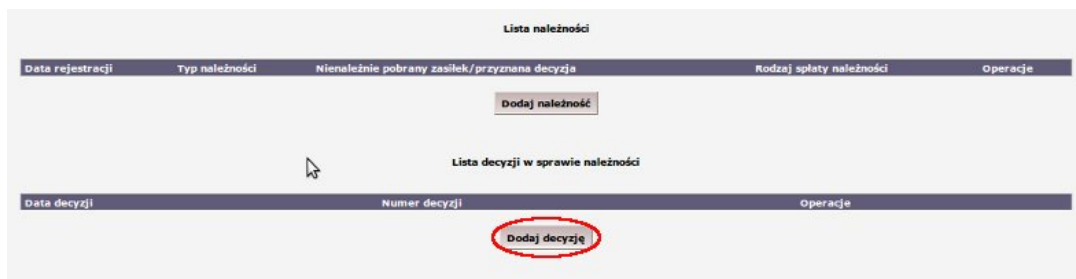 Lista należności
Data rejestracji Typ należności Nienależnie pobrany zasiłek/przyznana decyzja Rodzaj spłaty należności Operacje
Dodaj należność
Lista decyzji w sprawie należności
Data decyzji Numer decyzji Operacje
Dodaj decyzję